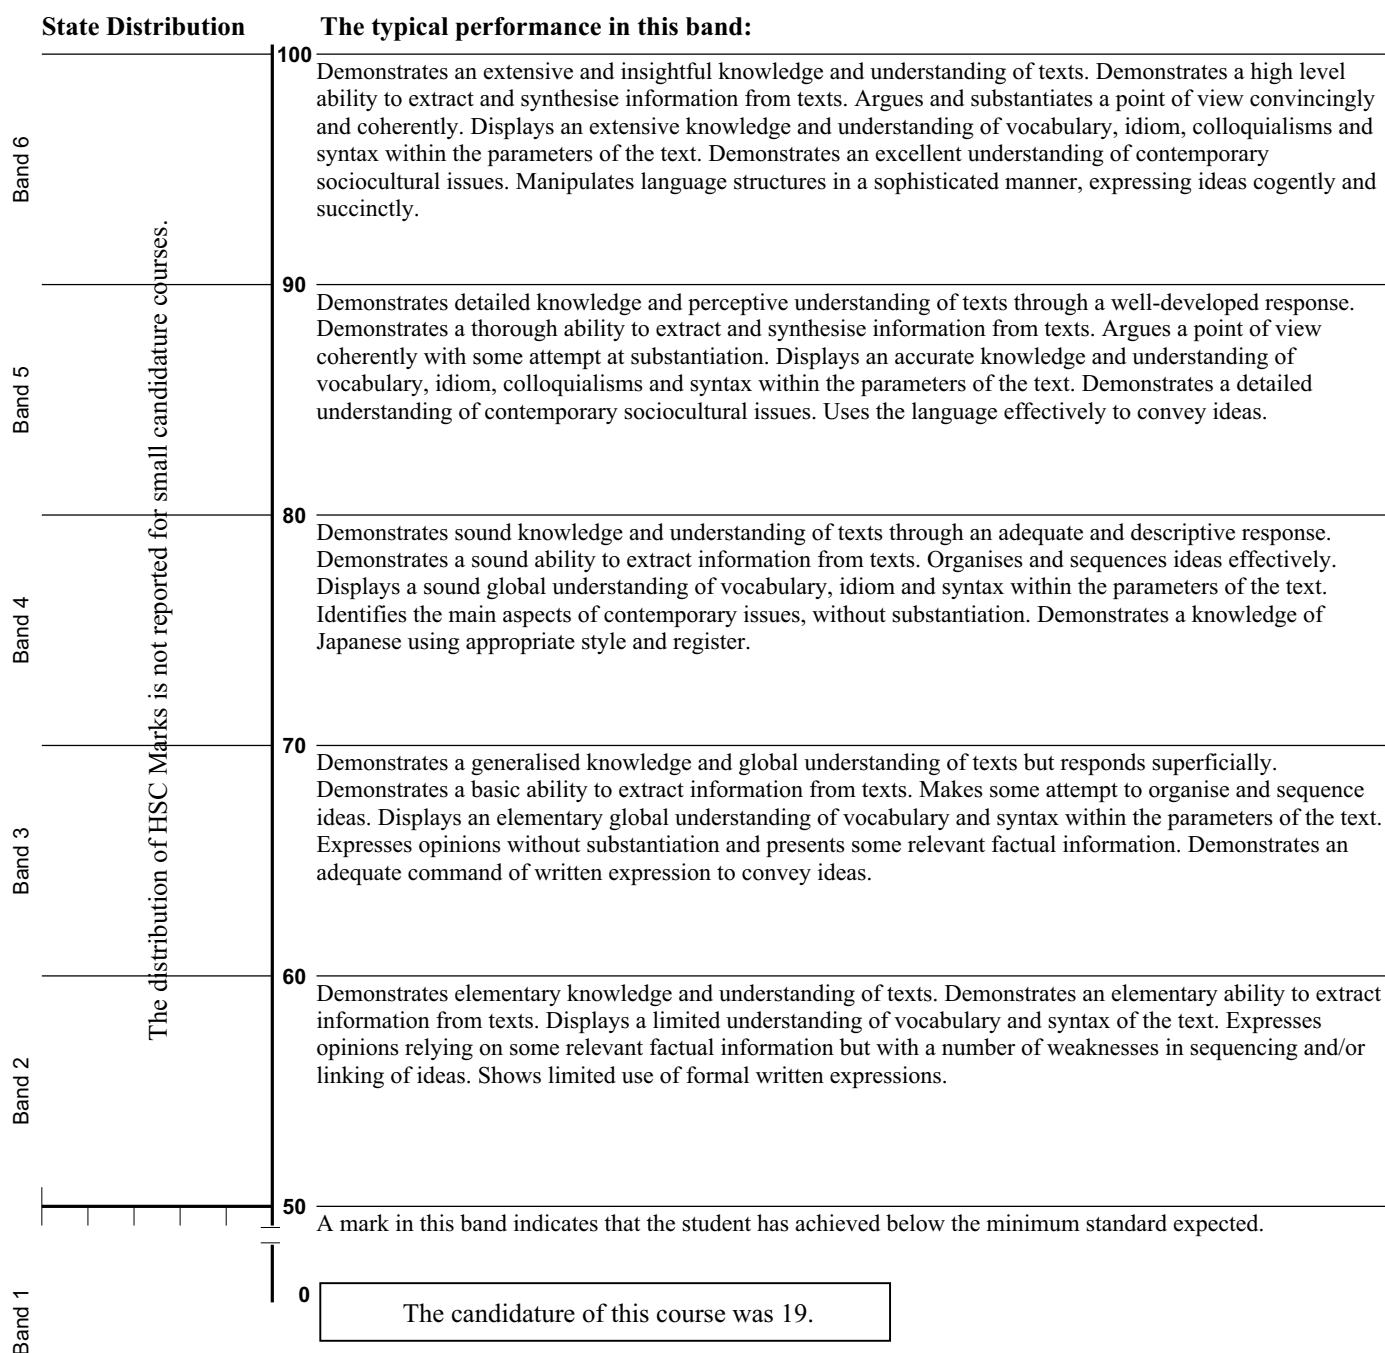 State Distribution
The typical performance in this band:
100
Demonstrates an extensive and insightful knowledge and understanding of texts. Demonstrates a high level
ability to extract and synthesise information from texts. Argues and substantiates a point of view convincingly
and coherently. Displays an extensive knowledge and understanding of vocabulary, idiom, colloquialisms and
syntax within the parameters of the text. Demonstrates an excellent understanding of contemporary
sociocultural issues. Manipulates language structures in a sophisticated manner, expressing ideas cogently and
succinctly.
Band 6
The distribution of HSC Marks is not reported for small candidature courses.
90
Demonstrates detailed knowledge and perceptive understanding of texts through a well-developed response.
Demonstrates a thorough ability to extract and synthesise information from texts. Argues a point of view
coherently with some attempt at substantiation. Displays an accurate knowledge and understanding of
vocabulary, idiom, colloquialisms and syntax within the parameters of the text. Demonstrates a detailed
understanding of contemporary sociocultural issues. Uses the language effectively to convey ideas.
Band 5
80
Demonstrates sound knowledge and understanding of texts through an adequate and descriptive response.
Demonstrates a sound ability to extract information from texts. Organises and sequences ideas effectively.
Displays a sound global understanding of vocabulary, idiom and syntax within the parameters of the text.
Identifies the main aspects of contemporary issues, without substantiation. Demonstrates a knowledge of
Japanese using appropriate style and register.
Band 4
70
Demonstrates a generalised knowledge and global understanding of texts but responds superficially.
Demonstrates a basic ability to extract information from texts. Makes some attempt to organise and sequence
ideas. Displays an elementary global understanding of vocabulary and syntax within the parameters of the text.
Expresses opinions without substantiation and presents some relevant factual information. Demonstrates an
adequate command of written expression to convey ideas.
Band 3
60
Demonstrates elementary knowledge and understanding of texts. Demonstrates an elementary ability to extract
information from texts. Displays a limited understanding of vocabulary and syntax of the text. Expresses
opinions relying on some relevant factual information but with a number of weaknesses in sequencing and/or
linking of ideas. Shows limited use of formal written expressions.
Band 2
50
A mark in this band indicates that the student has achieved below the minimum standard expected.
0
Band 1
The candidature of this course was 19.